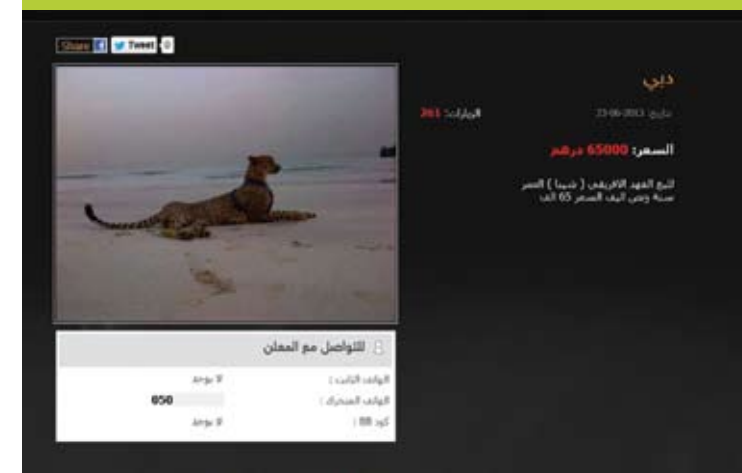 Share Tweet 0
دبي
تاريخ: 2013-06-23 الزيارات: 261
السعر: 65000 درهم
للبيع الفهد الافريقي ( شيتا ) العمر
سنة ونص اليف السعر 65 الف
للتواصل مع المعلن
الهاتف الثابت : لا يوجد
الهاتف المتحرك : 050
كود BB : لا يوجد